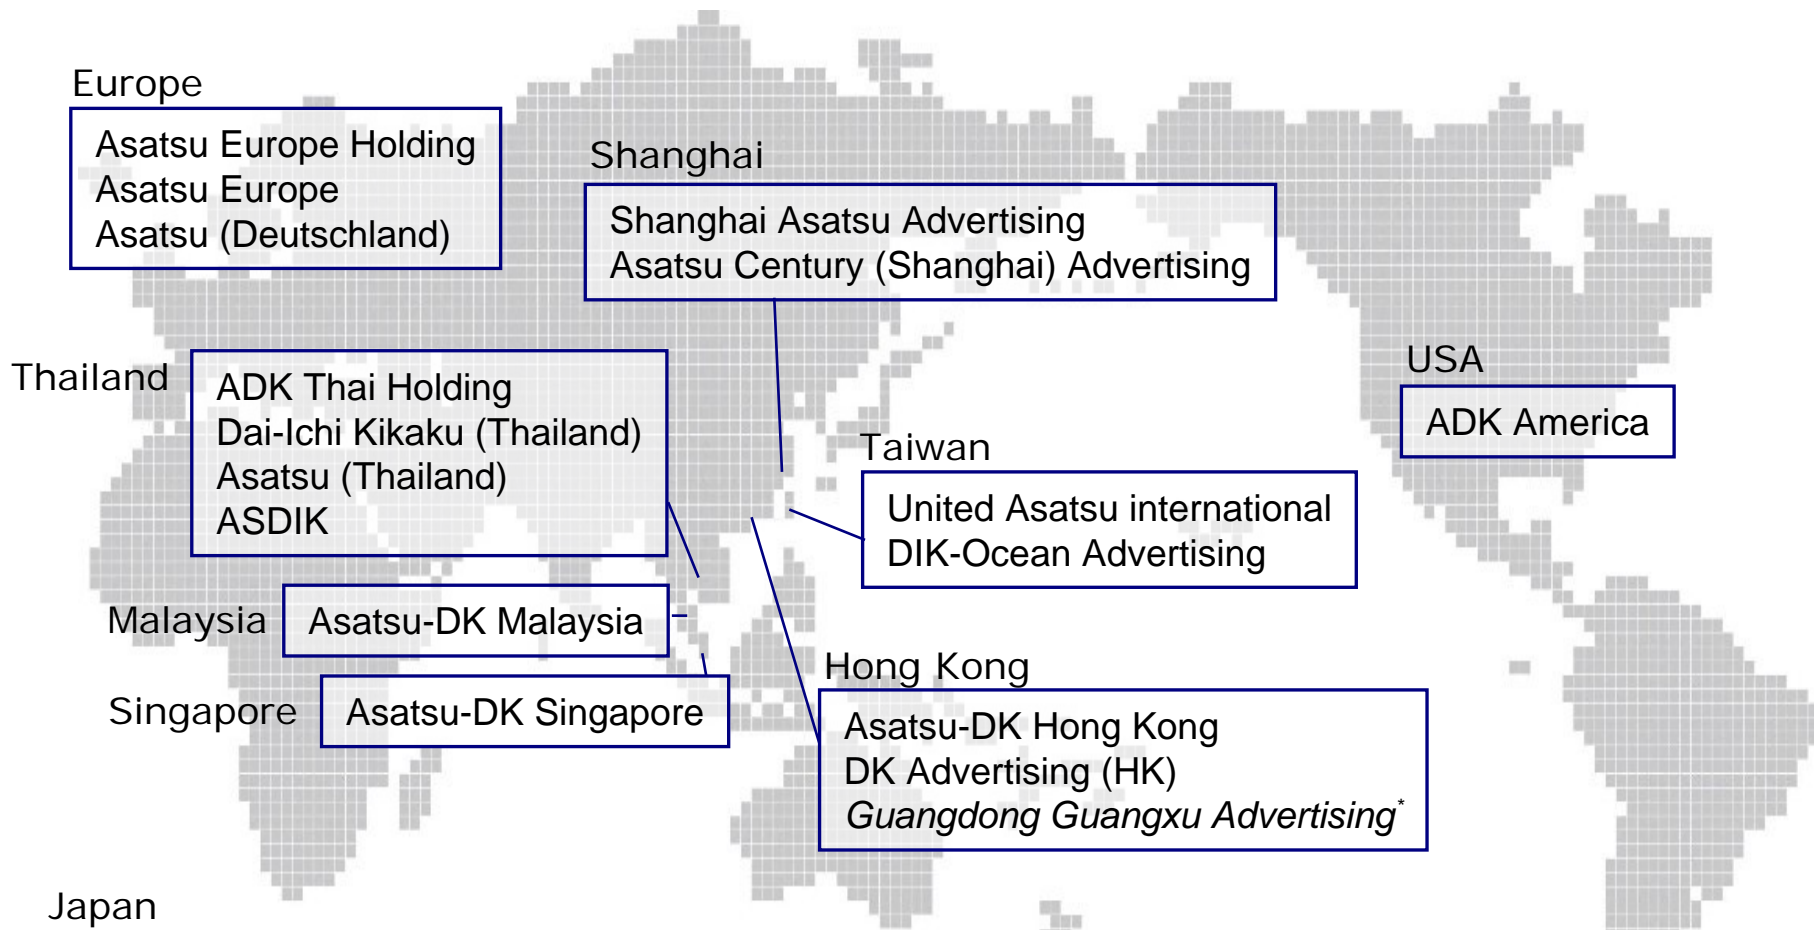 Europe
Asatsu Europe Holding
Asatsu Europe
Asatsu (Deutschland)
Shanghai
Shanghai Asatsu Advertising
Asatsu Century (Shanghai) Advertising
Thailand
ADK Thai Holding
Dai-Ichi Kikaku (Thailand)
Asatsu (Thailand)
ASDIK
USA
ADK America
Taiwan
United Asatsu international
DIK-Ocean Advertising
Malaysia
Asatsu-DK Malaysia
Singapore
Asatsu-DK Singapore
Hong Kong
Asatsu-DK Hong Kong
DK Advertising (HK)
Guangdong Guangxu Advertising*
Japan